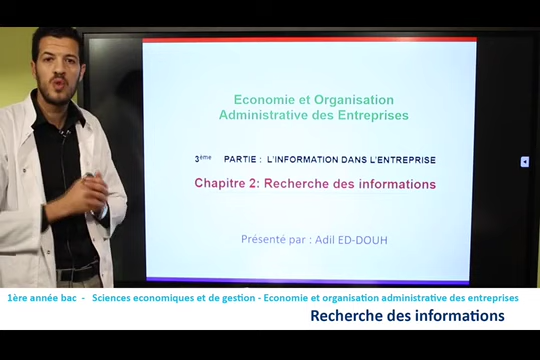 Economie et Organisation
Administrative des Entreprises
3ème PARTIE : L'INFORMATION DANS L'ENTREPRISE
Chapitre 2: Recherche des informations
Présenté par : Adil ED-DOUH
1ère année bac - Sciences economiques et de gestion - Economie et organisation administrative des entreprises
Recherche des informations